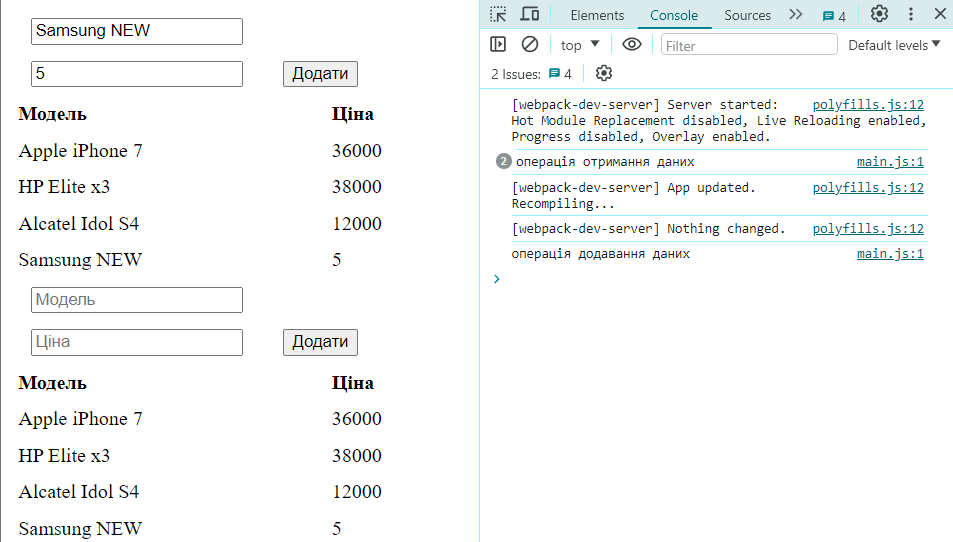 Samsung NEW
5 Додати
Модель Ціна
Apple iPhone 7 36000
HP Elite x3 38000
Alcatel Idol S4 12000
Samsung NEW 5
Модель
Ціна Додати
Модель Ціна
Apple iPhone 7 36000
HP Elite x3 38000
Alcatel Idol S4 12000
Samsung NEW 5
Elements Console Sources 4
top Filter Default levels
2 Issues: 4
[webpack-dev-server] Server started: polyfills.js:12
Hot Module Replacement disabled, Live Reloading enabled,
Progress disabled, Overlay enabled.
2 операція отримання даних main.js:1
[webpack-dev-server] App updated. polyfills.js:12
Recompiling...
[webpack-dev-server] Nothing changed. polyfills.js:12
операція додавання даних main.js:1